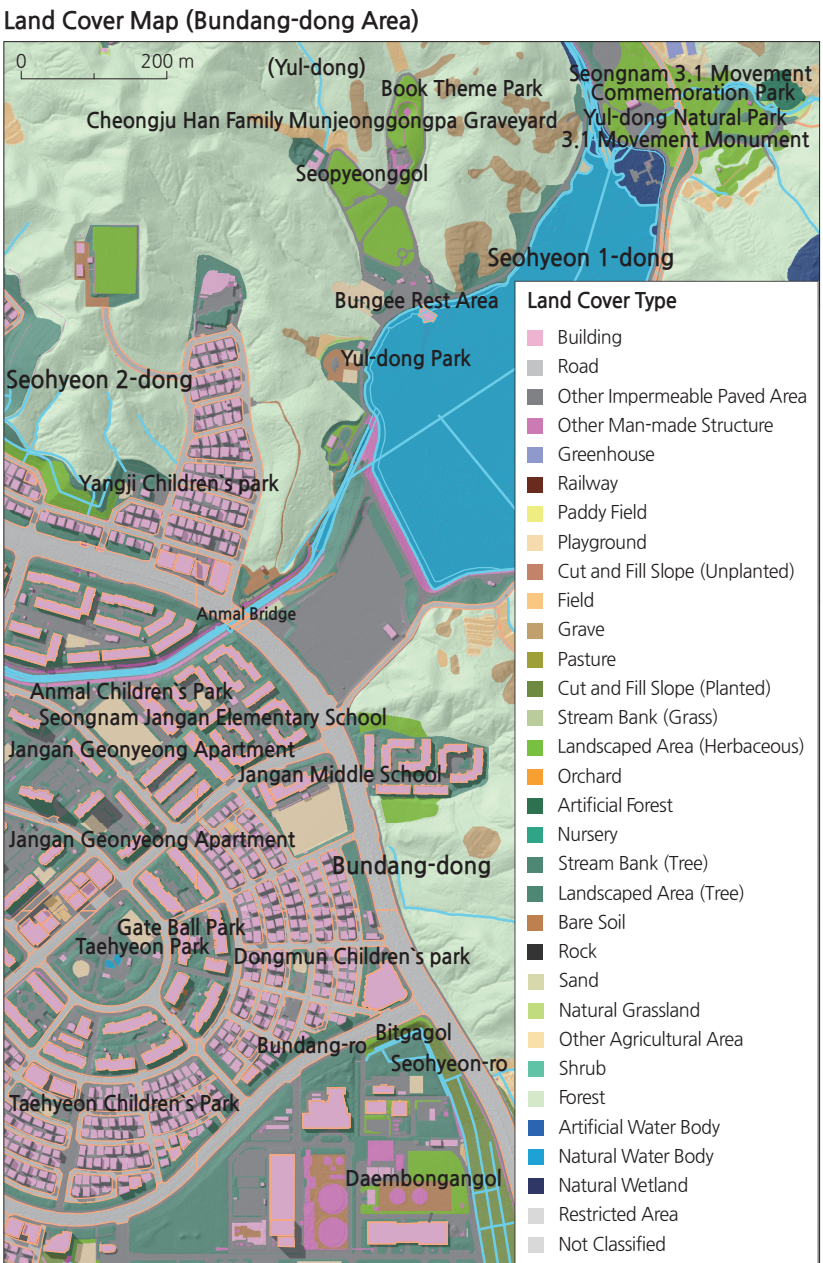 Land Cover Map (Bundang-dong Area)
0 200 m
(Yul-dong)
Seongnam 3.1 Movement
Commemoration Park
Book Theme Park
Cheongju Han Family Munjeonggongpa Graveyard
Yul-dong Natural Park
3.1 Movement Monument
Seopyeonggol
Seohyeon 1-dong
Bungee Rest Area
Yul-dong Park
Seohyeon 2-dong
Yangji Children`s park
Anmal Bridge
Anmal Children`s Park
Seongnam Jangan Elementary School
Jangan Geonyeong Apartment
Jangan Middle School
Jangan Geonyeong Apartment
Bundang-dong
Gate Ball Park
Taehyeon Park
Dongmun Children`s park
Bitgagol
Bundang-ro
Seohyeon-ro
Taehyeon Children`s Park
Daembongangol
Land Cover Type
Building
Road
Other Impermeable Paved Area
Other Man-made Structure
Greenhouse
Railway
Paddy Field
Playground
Cut and Fill Slope (Unplanted)
Field
Grave
Pasture
Cut and Fill Slope (Planted)
Stream Bank (Grass)
Landscaped Area (Herbaceous)
Orchard
Artificial Forest
Nursery
Stream Bank (Tree)
Landscaped Area (Tree)
Bare Soil
Rock
Sand
Natural Grassland
Other Agricultural Area
Shrub
Forest
Artificial Water Body
Natural Water Body
Natural Wetland
Restricted Area
Not Classified